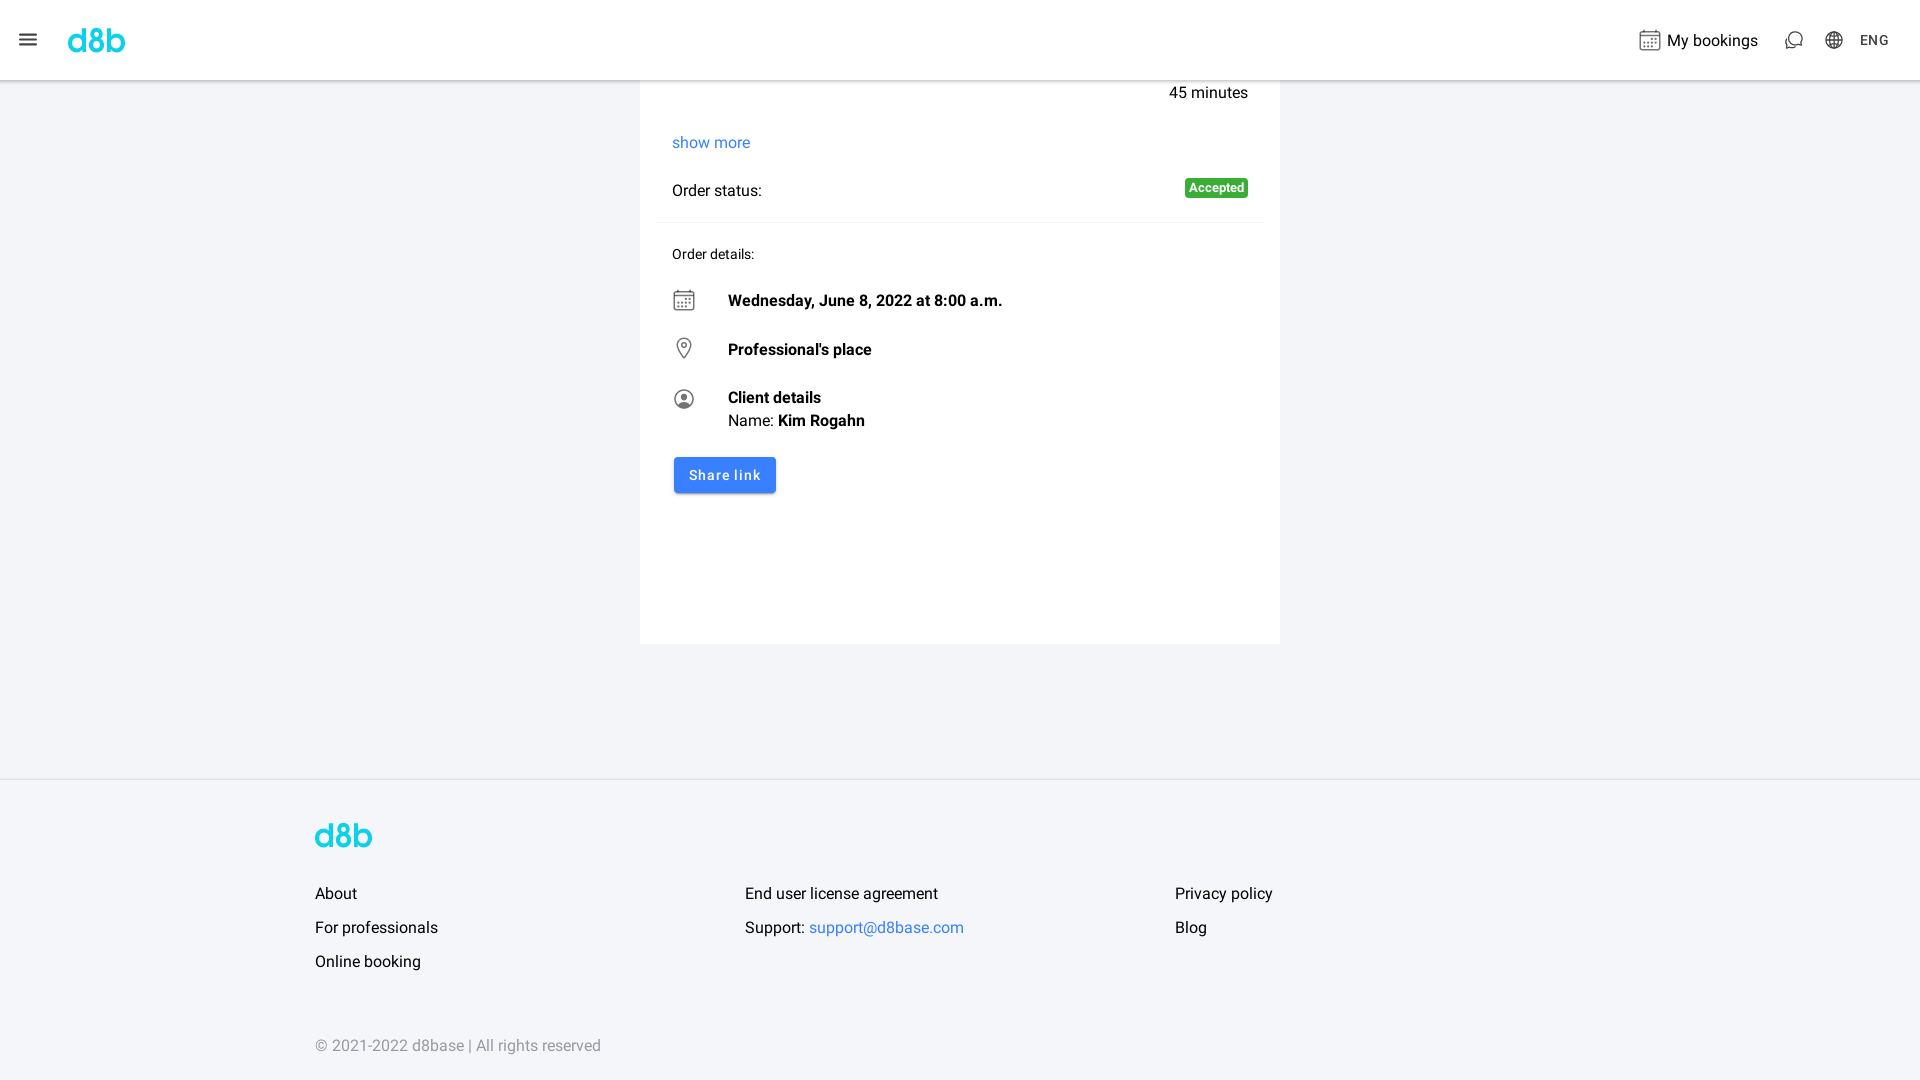 d8b
My bookings
ENG
45 minutes
show more
Order status:
Accepted
Order details:
Wednesday, June 8, 2022 at 8:00 a.m.
Professional's place
Client details
Name: Kim Rogahn
Share link
d8b
About
End user license agreement
Privacy policy
For professionals
Support: support@d8base.com
Blog
Online booking
© 2021-2022 d8base | All rights reserved